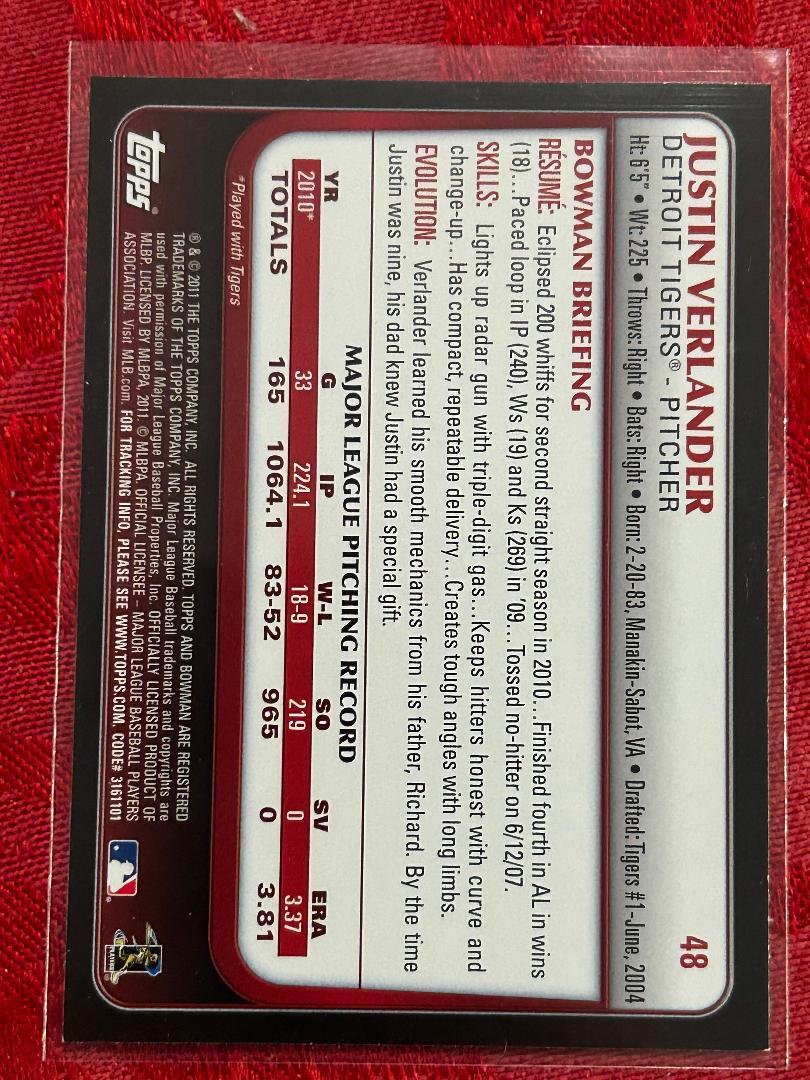 JUSTIN VERLANDER 48
DETROIT TIGERS® - PITCHER
Ht: 6'5" • Wt: 225 • Throws: Right • Bats: Right • Born: 2-20-83, Manakin-Sabot, VA • Drafted: Tigers #1-June, 2004
BOWMAN BRIEFING
RÉSUMÉ: Eclipsed 200 whiffs for second straight season in 2010...Finished fourth in AL in wins
(18)...Paced loop in IP (240), Ws (19) and Ks (269) in '09...Tossed no-hitter on 6/12/07.
SKILLS: Lights up radar gun with triple-digit gas...Keeps hitters honest with curve and
change-up...Has compact, repeatable delivery...Creates tough angles with long limbs.
EVOLUTION: Verlander learned his smooth mechanics from his father, Richard. By the time
Justin was nine, his dad knew Justin had a special gift.
MAJOR LEAGUE PITCHING RECORD
YR G IP W-L SO SV ERA
2010* 33 224.1 18-9 219 0 3.37
TOTALS 165 1064.1 83-52 965 0 3.81
*Played with Tigers
topps®
® & © 2011 THE TOPPS COMPANY, INC. ALL RIGHTS RESERVED. TOPPS AND BOWMAN ARE REGISTERED
TRADEMARKS OF THE TOPPS COMPANY, INC. Major League Baseball trademarks and copyrights are
used with permission of Major League Baseball Properties, Inc. OFFICIALLY LICENSED PRODUCT OF
MLBP. LICENSED BY MLBPA, 2011. © MLBPA. OFFICIAL LICENSEE – MAJOR LEAGUE BASEBALL PLAYERS
ASSOCIATION. Visit MLB.com. FOR TRACKING INFO, PLEASE SEE WWW.TOPPS.COM. CODE# 3161101